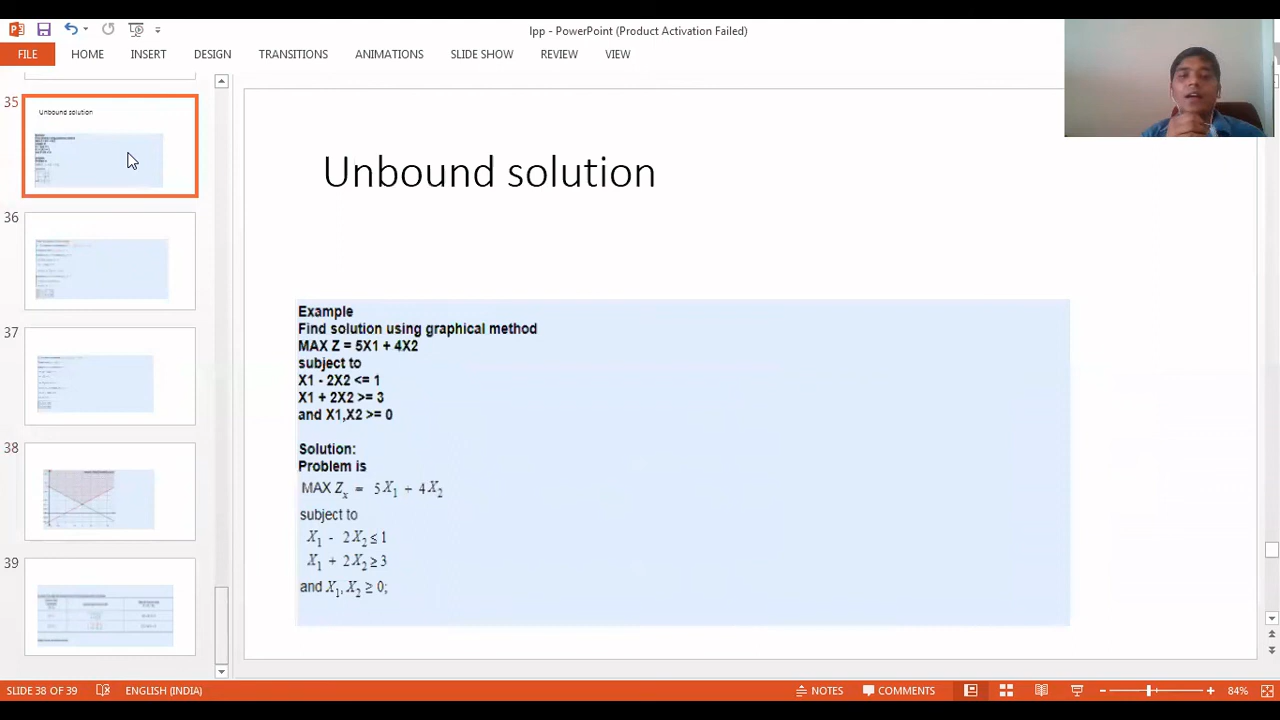 lpp - PowerPoint (Product Activation Failed)
FILE HOME INSERT DESIGN TRANSITIONS ANIMATIONS SLIDE SHOW REVIEW VIEW
35
Unbound solution
36
37
38
39
Unbound solution
Example
Find solution using graphical method
MAX Z = 5X1 + 4X2
subject to
X1 - 2X2 <= 1
X1 + 2X2 >= 3
and X1,X2 >= 0
Solution:
Problem is
MAX Zₓ = 5X₁ + 4X₂
subject to
X₁ - 2X₂ ≤ 1
X₁ + 2X₂ ≥ 3
and X₁, X₂ ≥ 0;
SLIDE 38 OF 39 ENGLISH (INDIA) NOTES COMMENTS 84%